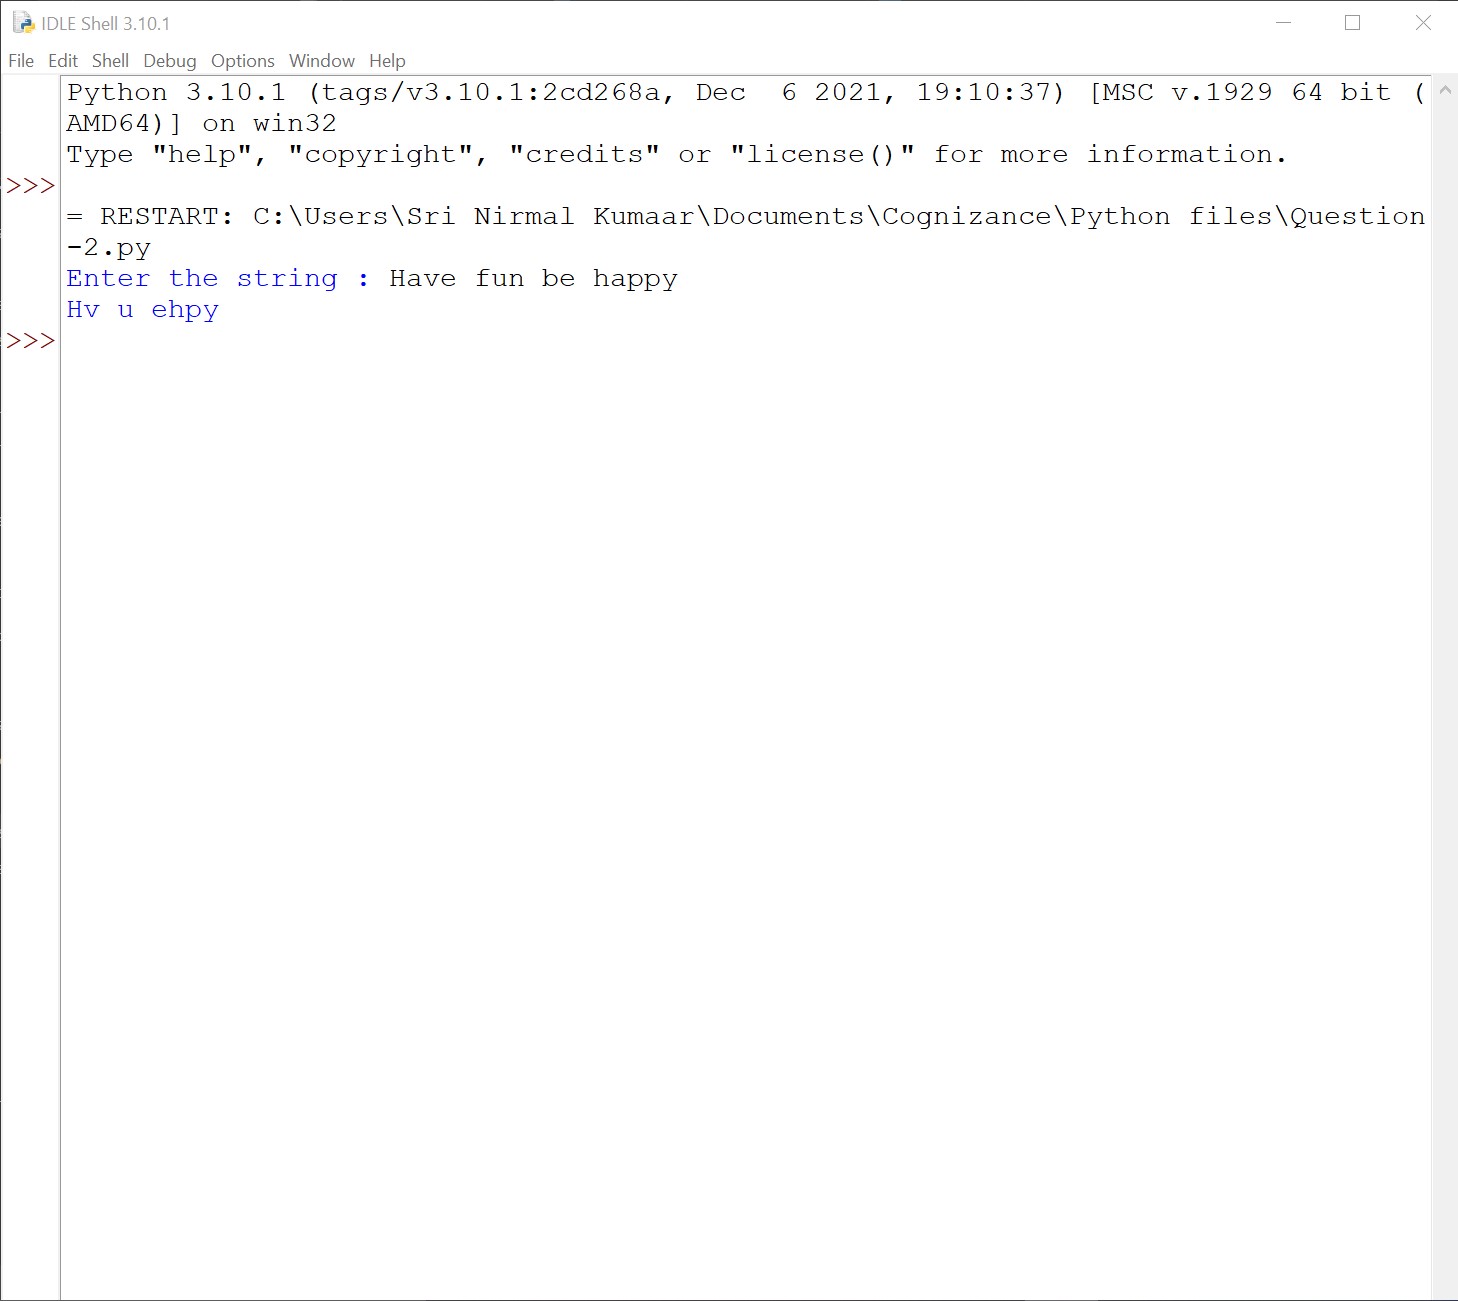 IDLE Shell 3.10.1
File Edit Shell Debug Options Window Help
Python 3.10.1 (tags/v3.10.1:2cd268a, Dec  6 2021, 19:10:37) [MSC v.1929 64 bit (
AMD64)] on win32
Type "help", "copyright", "credits" or "license()" for more information.
>>>
= RESTART: C:\Users\Sri Nirmal Kumaar\Documents\Cognizance\Python files\Question
-2.py
Enter the string : Have fun be happy
Hv u ehpy
>>>